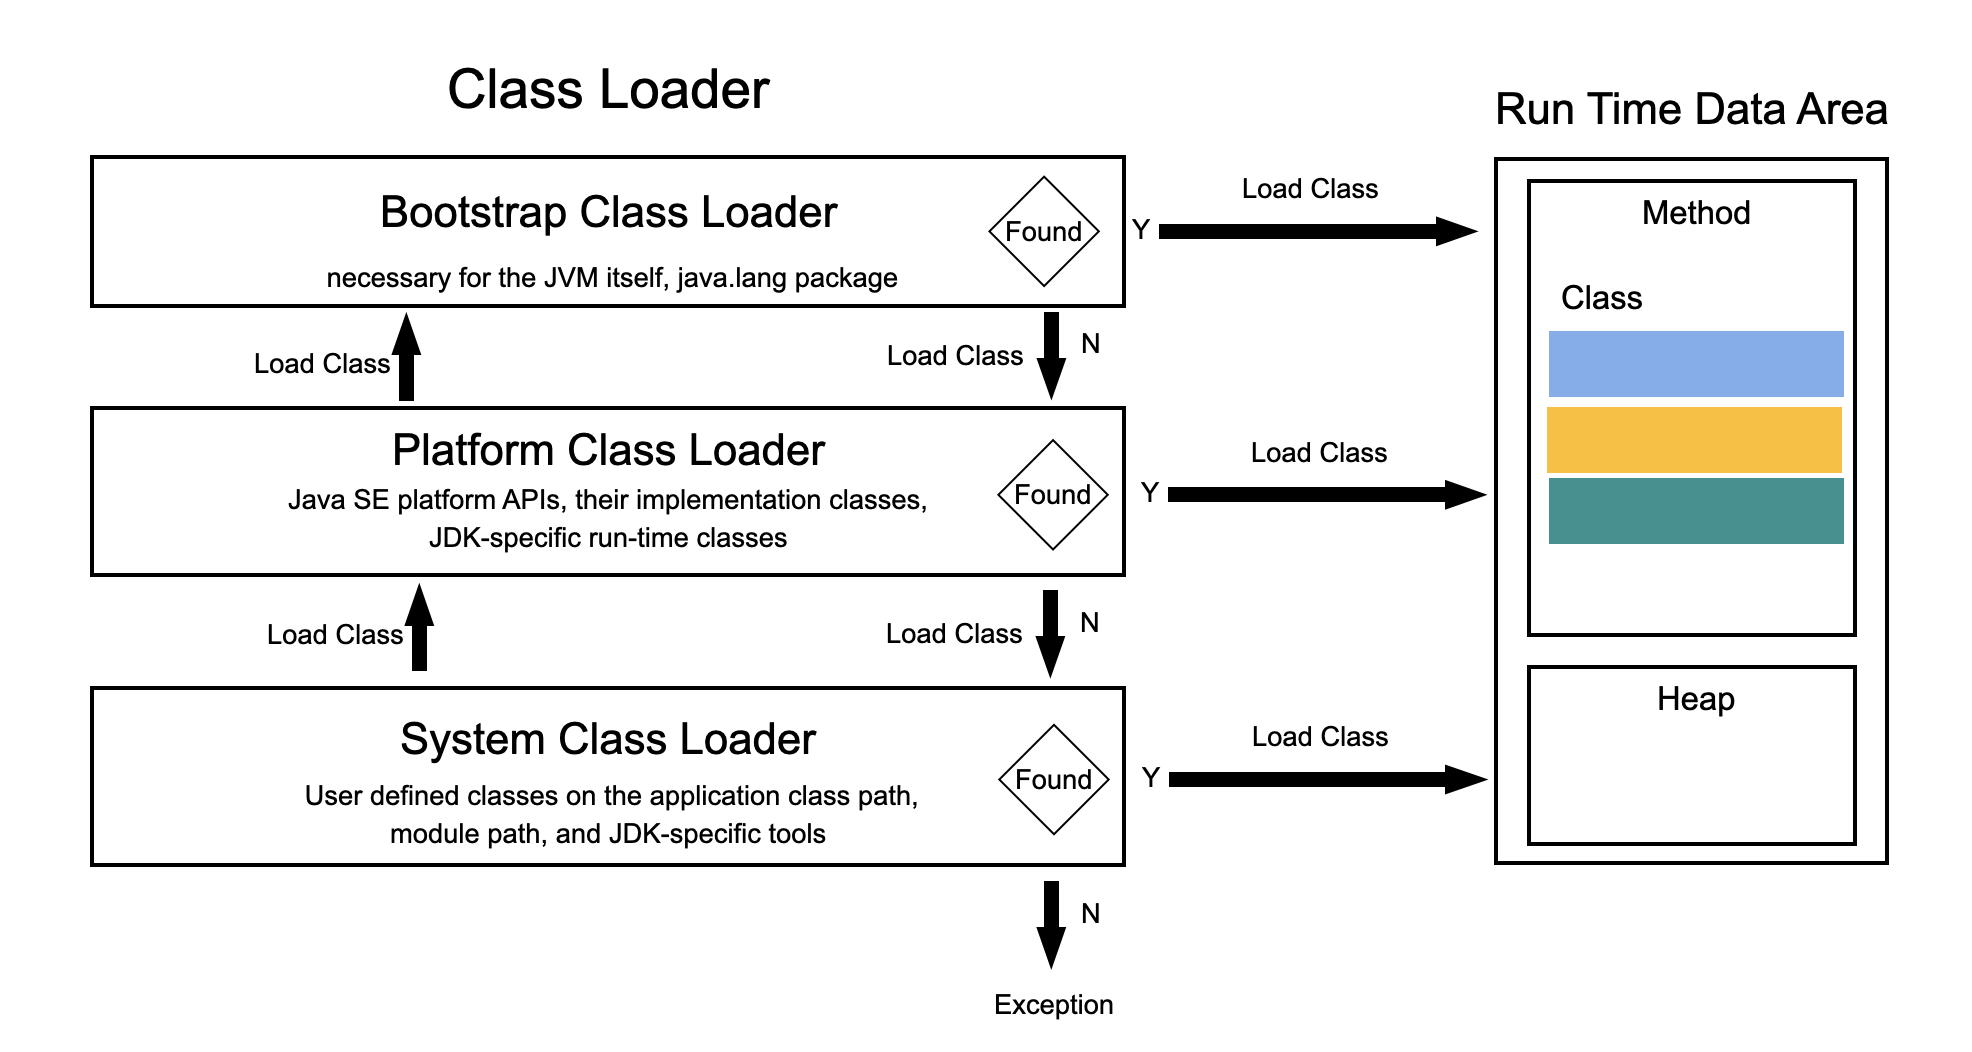 Class Loader
Run Time Data Area
Bootstrap Class Loader
necessary for the JVM itself, java.lang package
Found
Y
Load Class
Method
Class
Load Class
Load Class
N
Platform Class Loader
Java SE platform APIs, their implementation classes,
JDK-specific run-time classes
Found
Y
Load Class
Load Class
Load Class
N
Heap
System Class Loader
User defined classes on the application class path,
module path, and JDK-specific tools
Found
Y
Load Class
N
Exception